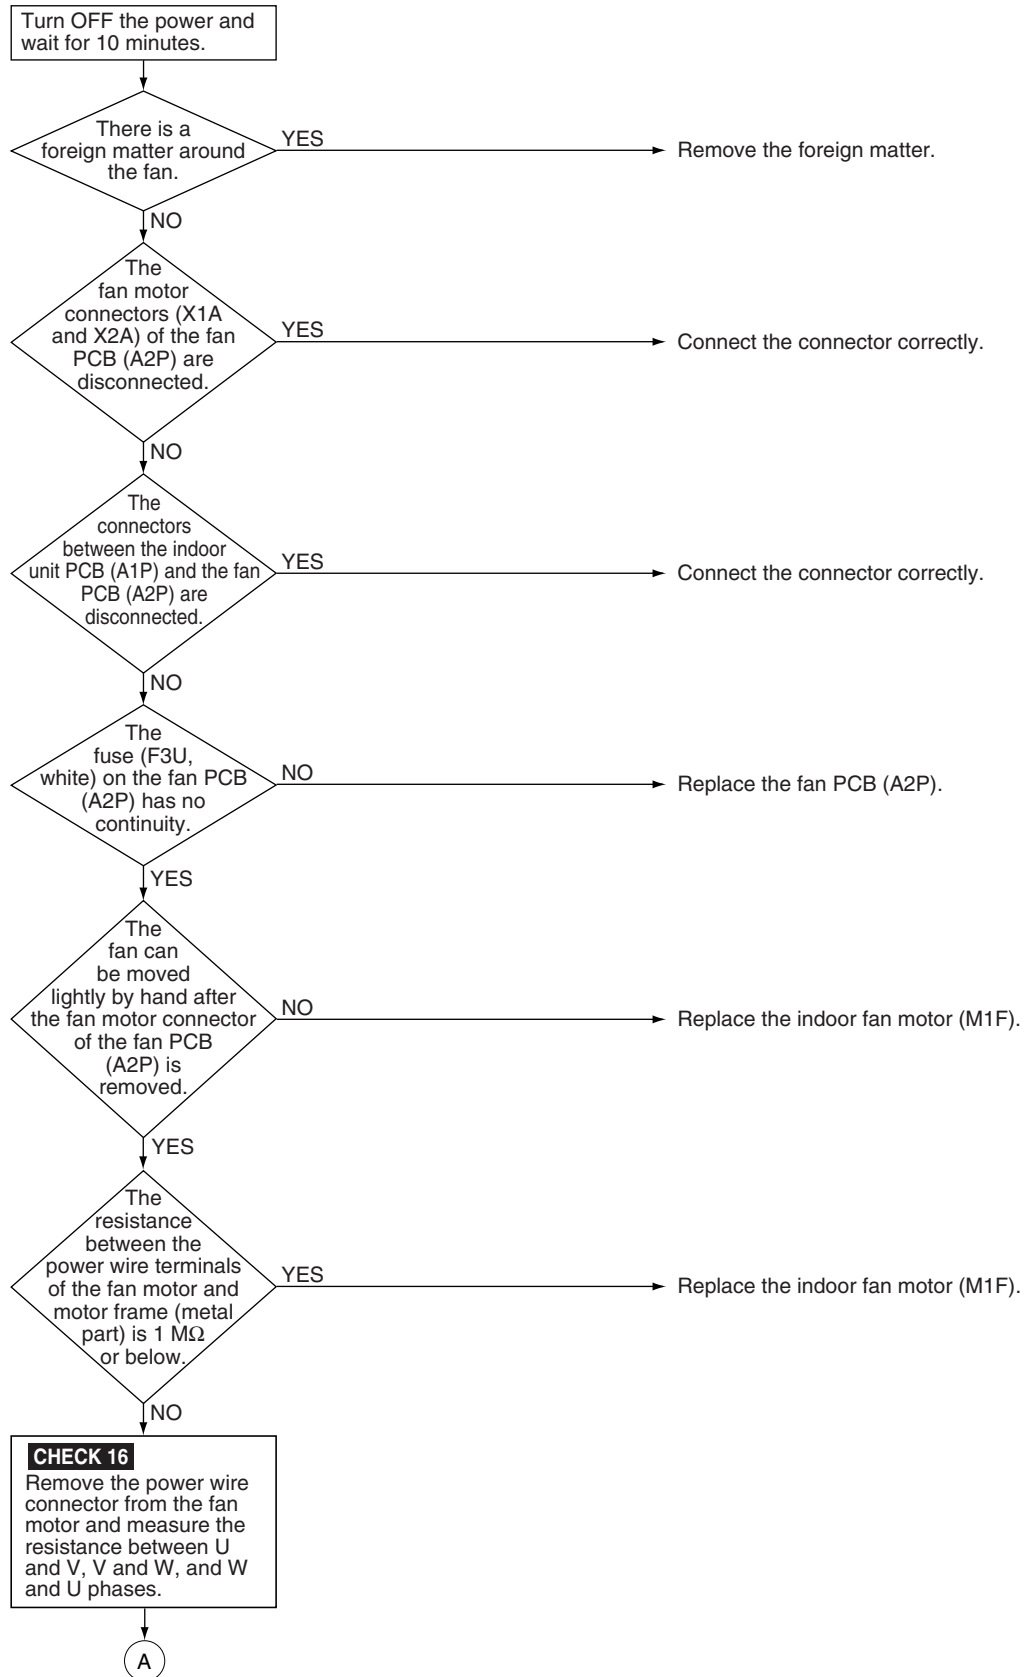 Turn OFF the power and
wait for 10 minutes.
There is a
foreign matter around
the fan.
YES
Remove the foreign matter.
NO
The
fan motor
connectors (X1A
and X2A) of the fan
PCB (A2P) are
disconnected.
YES
Connect the connector correctly.
NO
The
connectors
between the indoor
unit PCB (A1P) and the fan
PCB (A2P) are
disconnected.
YES
Connect the connector correctly.
NO
The
fuse (F3U,
white) on the fan PCB
(A2P) has no
continuity.
NO
Replace the fan PCB (A2P).
YES
The
fan can
be moved
lightly by hand after
the fan motor connector
of the fan PCB
(A2P) is
removed.
NO
Replace the indoor fan motor (M1F).
YES
The
resistance
between the
power wire terminals
of the fan motor and
motor frame (metal
part) is 1 MΩ
or below.
YES
Replace the indoor fan motor (M1F).
NO
CHECK 16
Remove the power wire
connector from the fan
motor and measure the
resistance between U
and V, V and W, and W
and U phases.
A